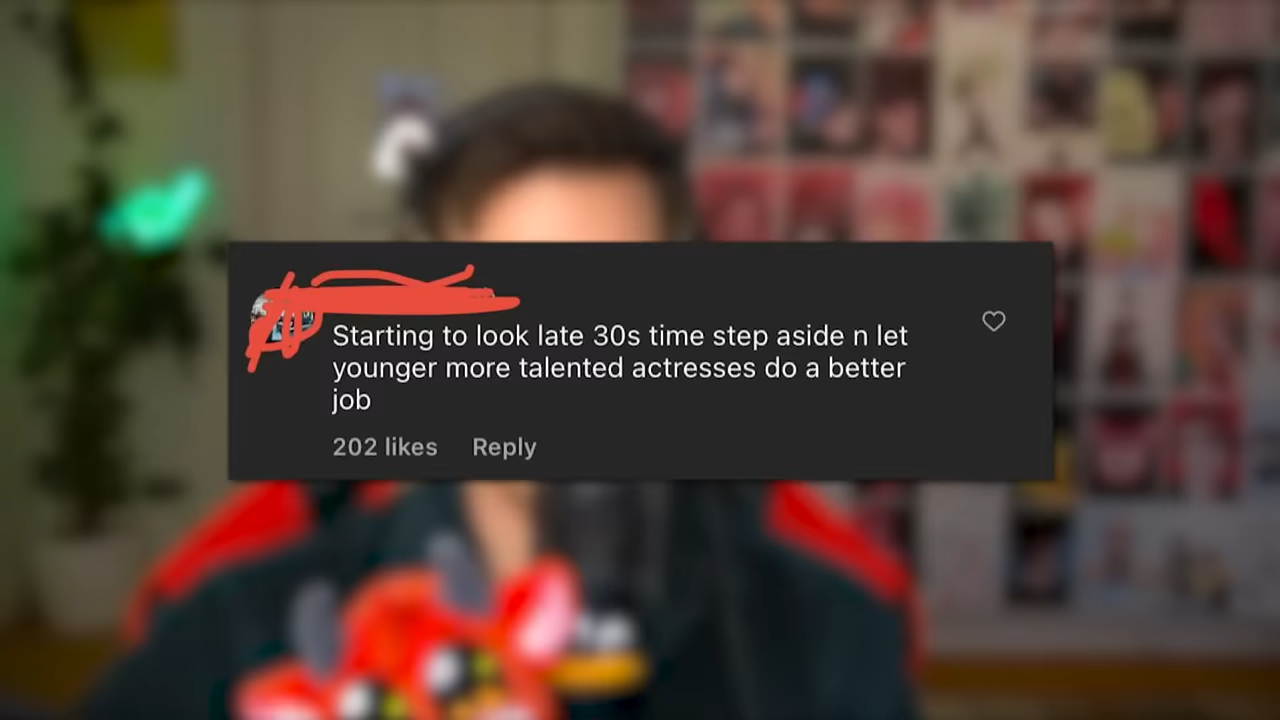 Starting to look late 30s time step aside n let
younger more talented actresses do a better
job
202 likes Reply